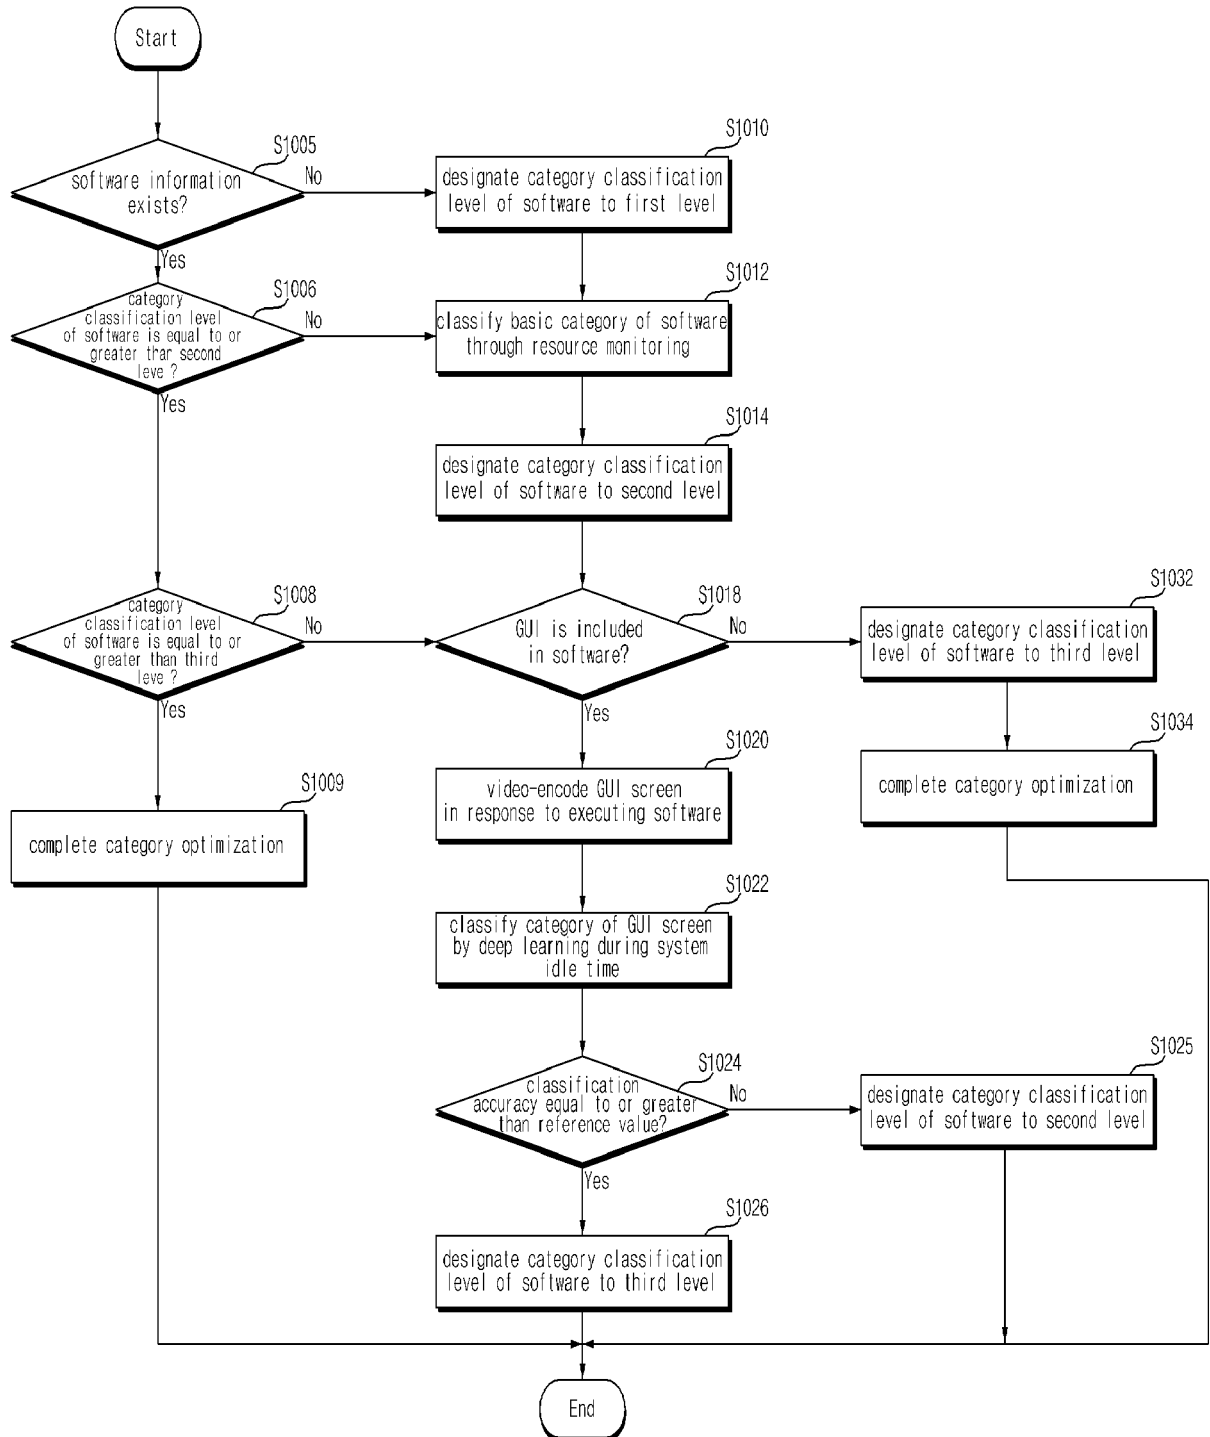 Start
S1005
software information
exists?
No
Yes
S1010
designate category classification
level of software to first level
S1006
category
classification level
of software is equal to or
greater than second
leve ?
No
Yes
S1012
classify basic category of software
through resource monitoring
S1014
designate category classification
level of software to second level
S1008
category
classification level
of software is equal to or
greater than third
leve ?
No
Yes
S1018
GUI is included
in software?
No
Yes
S1032
designate category classification
level of software to third level
S1009
complete category optimization
S1020
video-encode GUI screen
in response to executing software
S1034
complete category optimization
S1022
classify category of GUI screen
by deep learning during system
idle time
S1024
classification
accuracy equal to or greater
than reference value?
No
Yes
S1025
designate category classification
level of software to second level
S1026
designate category classification
level of software to third level
End